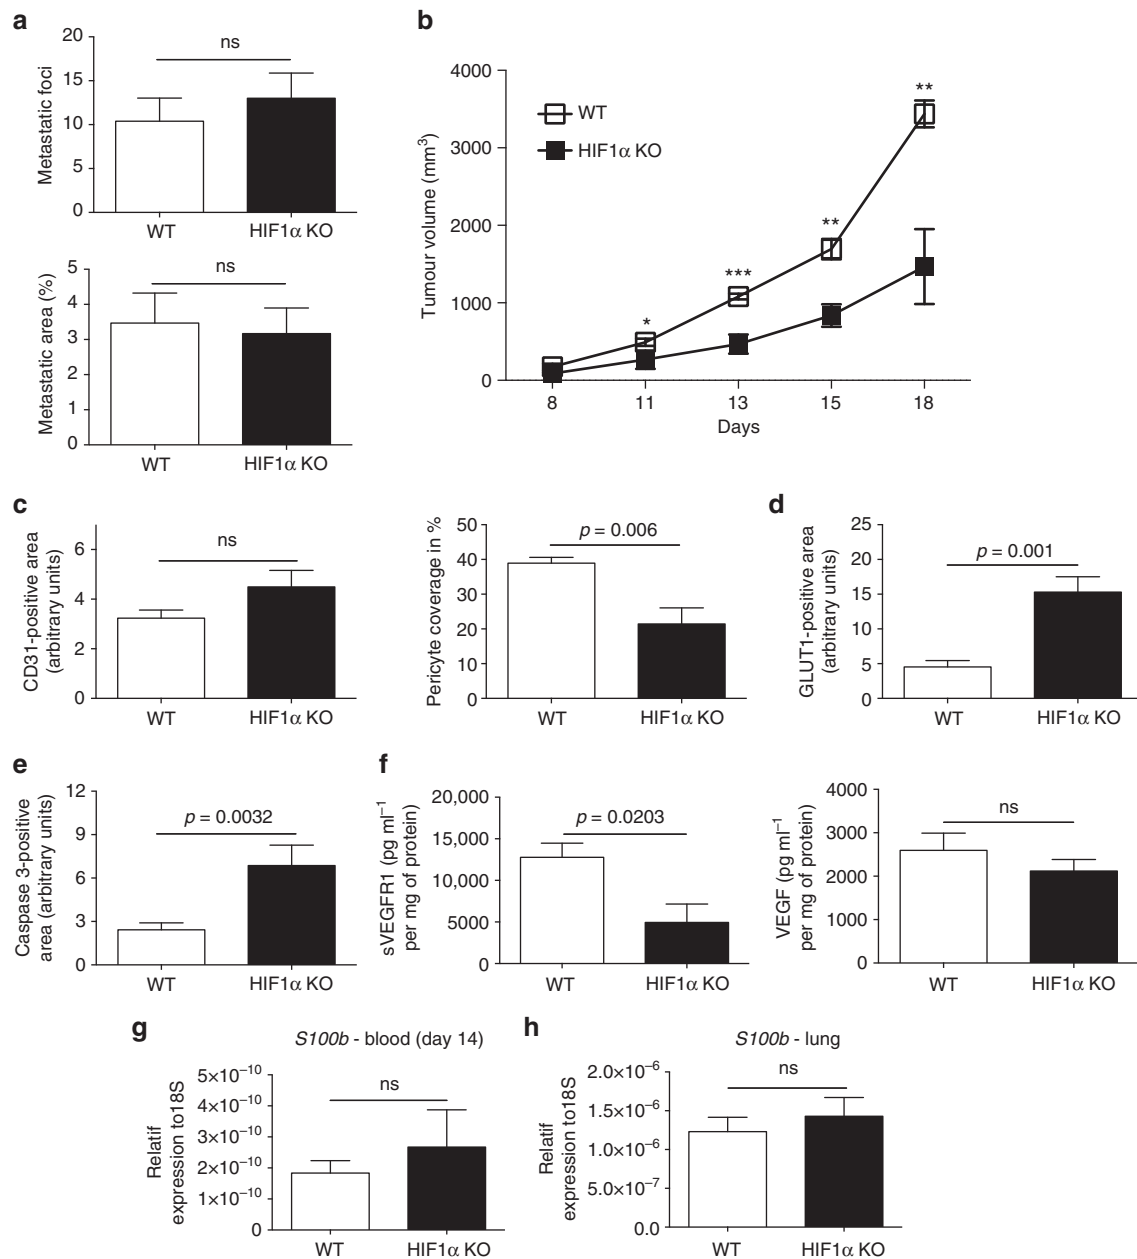 a
20
15
10
5
0
Metastatic foci
ns
WT
HIF1α KO
5
4
3
2
1
0
Metastatic area (%)
ns
WT
HIF1α KO
b
4000
3000
2000
1000
0
Tumour volume (mm³)
WT
HIF1α KO
*
***
**
**
8
11
13
15
18
Days
c
6
4
2
0
CD31-positive area
(arbitrary units)
ns
WT
HIF1α KO
50
40
30
20
10
0
Pericyte coverage in %
p = 0.006
WT
HIF1α KO
d
25
20
15
10
5
0
GLUT1-positive area
(arbitrary units)
p = 0.001
WT
HIF1α KO
e
12
9
6
3
0
Caspase 3-positive
area (arbitrary units)
p = 0.0032
WT
HIF1α KO
f
20,000
15,000
10,000
5000
0
sVEGFR1 (pg ml⁻¹
per mg of protein)
p = 0.0203
WT
HIF1α KO
4000
3000
2000
1000
0
VEGF (pg ml⁻¹
per mg of protein)
ns
WT
HIF1α KO
g
S100b - blood (day 14)
5×10⁻¹⁰
4×10⁻¹⁰
3×10⁻¹⁰
2×10⁻¹⁰
1×10⁻¹⁰
0
Relatif
expression to18S
ns
WT
HIF1α KO
h
S100b - lung
2.0×10⁻⁶
1.5×10⁻⁶
1.0×10⁻⁶
5.0×10⁻⁷
0.0
Relatif
expression to18S
ns
WT
HIF1α KO